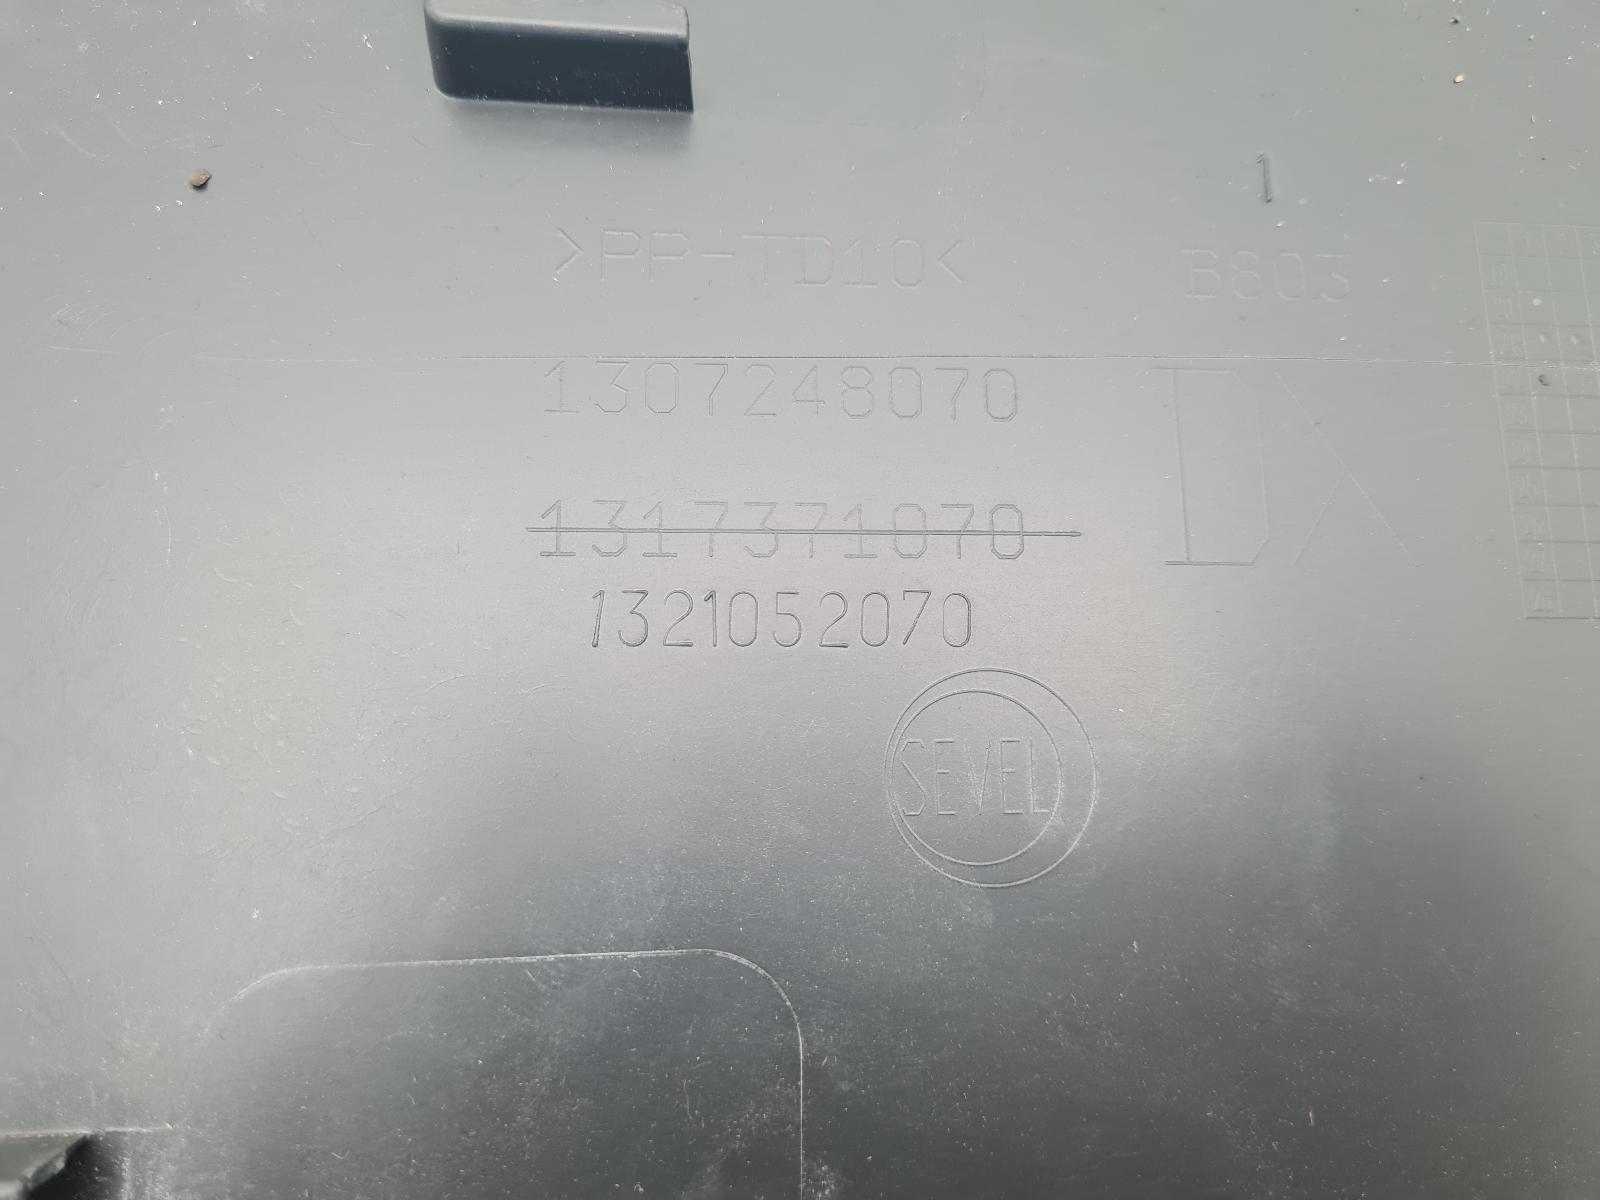 1
>PP-TD10<
B803
1307248070
DX
1317371070
1321052070
SEVEL